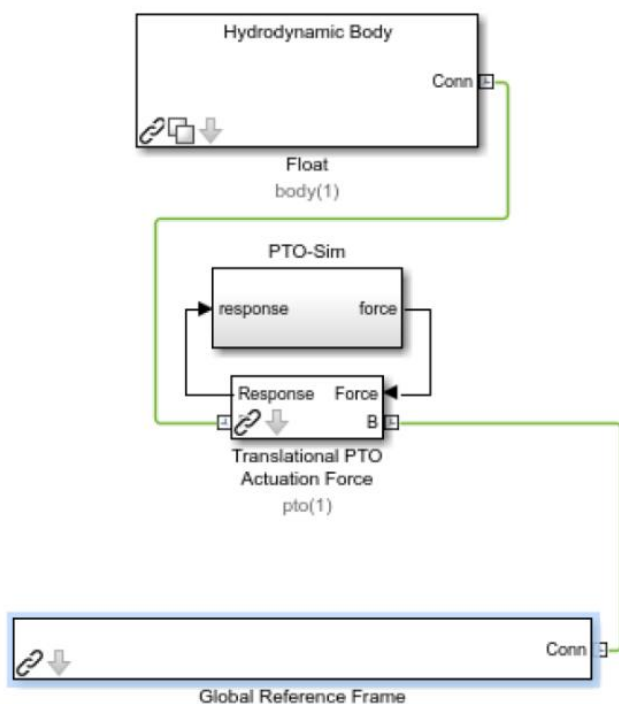 Hydrodynamic Body
Conn
Float
body(1)
PTO-Sim
response force
Response Force
B
Translational PTO
Actuation Force
pto(1)
Conn
Global Reference Frame